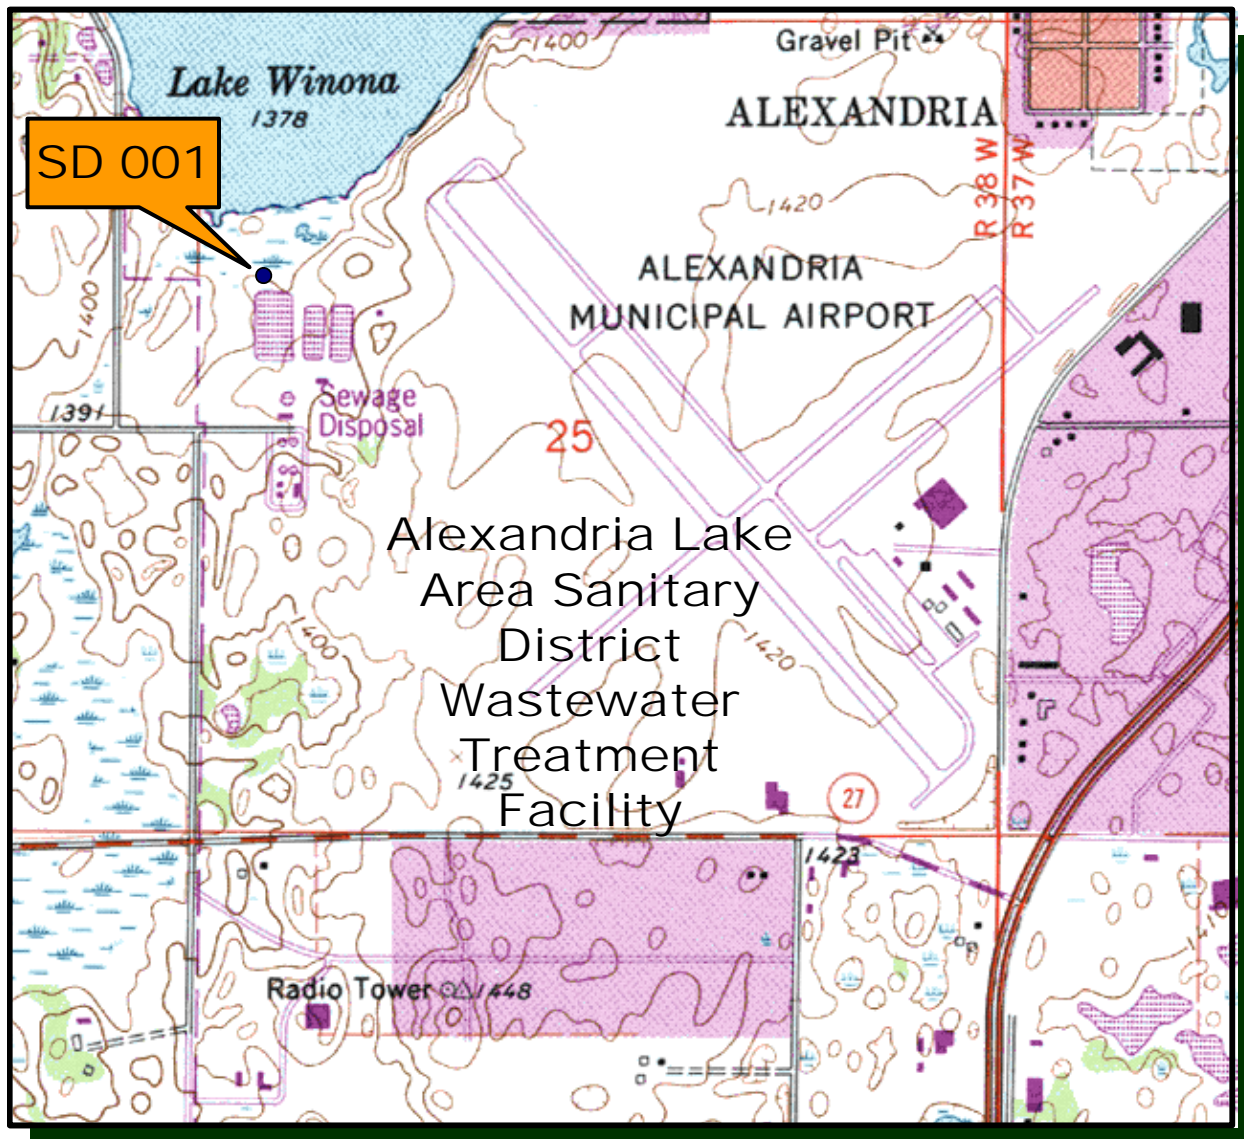 1400
Gravel Pit
Lake Winona
1378
ALEXANDRIA
SD 001
R 38 W
R 37 W
1420
ALEXANDRIA
MUNICIPAL AIRPORT
1400
1391
Sewage
Disposal
25
Alexandria Lake
Area Sanitary
District
Wastewater
Treatment
Facility
1400
1420
1425
27
1423
Radio Tower
1448